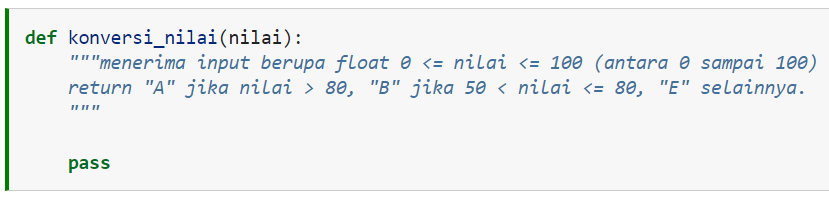 def konversi_nilai(nilai):
"""menerima input berupa float 0 <= nilai <= 100 (antara 0 sampai 100)
return "A" jika nilai > 80, "B" jika 50 < nilai <= 80, "E" selainnya.
"""
pass